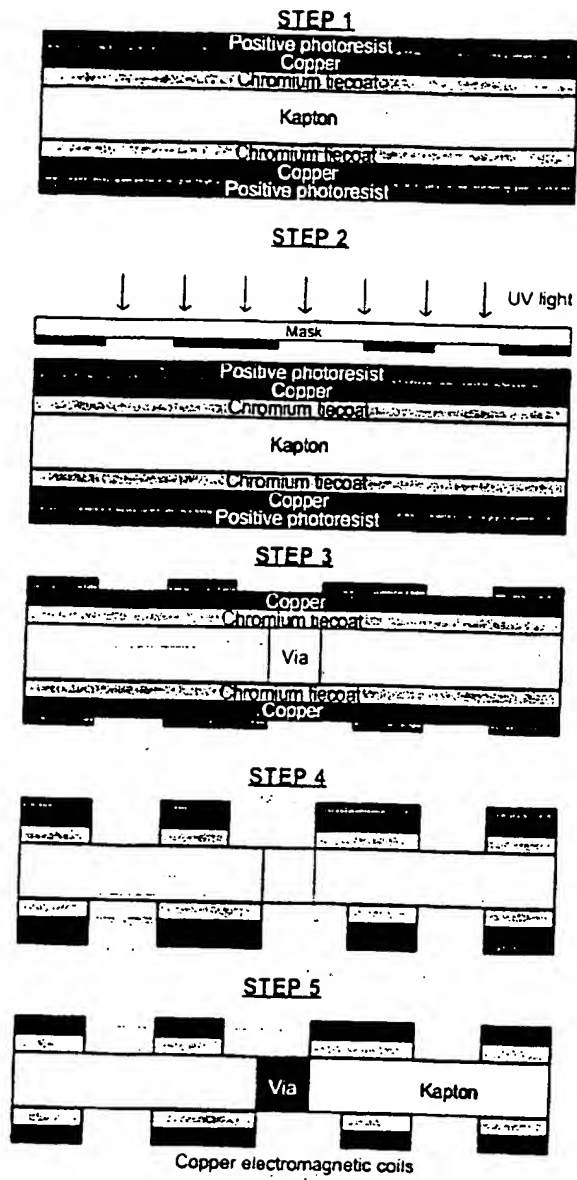 STEP 1
Positive photoresist
Copper
Chromium tiecoat
Kapton
Chromium tiecoat
Copper
Positive photoresist
STEP 2
UV light
Mask
Positive photoresist
Copper
Chromium tiecoat
Kapton
Chromium tiecoat
Copper
Positive photoresist
STEP 3
Copper
Chromium tiecoat
Via
Chromium tiecoat
Copper
STEP 4
STEP 5
Via
Kapton
Copper electromagnetic coils